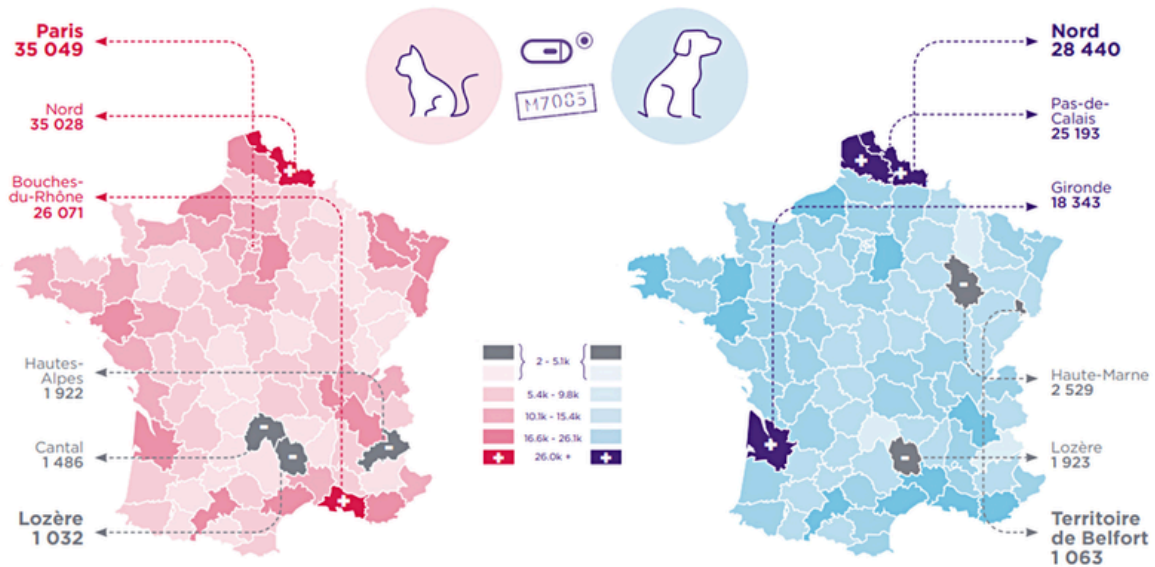 Paris
35 049
Nord
35 028
Bouches-
du-Rhône
26 071
Hautes-
Alpes
1 922
Cantal
1 486
Lozère
1 032
M7085
2 - 5.1k
5.4k - 9.8k
10.1k - 15.4k
16.6k - 26.1k
26.0k +
Nord
28 440
Pas-de-
Calais
25 193
Gironde
18 343
Haute-Marne
2 529
Lozère
1 923
Territoire
de Belfort
1 063